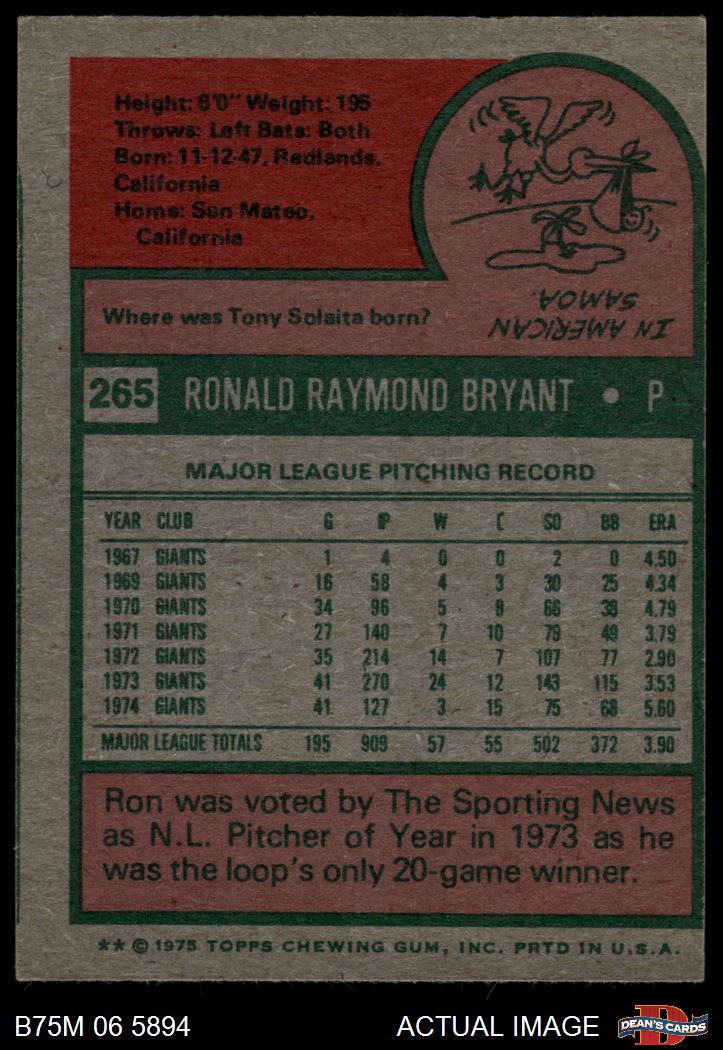 Height: 6'0" Weight: 195
Throws: Left Bats: Both
Born: 11-12-47, Redlands,
California
Home: San Mateo,
California
Where was Tony Solaita born?
IN AMERICAN
SAMOA.
265 RONALD RAYMOND BRYANT • P
MAJOR LEAGUE PITCHING RECORD
YEAR CLUB G IP W L SO BB ERA
1967 GIANTS 1 4 0 0 2 0 4.50
1969 GIANTS 16 58 4 3 30 25 4.34
1970 GIANTS 34 96 5 8 66 38 4.79
1971 GIANTS 27 140 7 10 79 49 3.79
1972 GIANTS 35 214 14 7 107 77 2.90
1973 GIANTS 41 270 24 12 143 115 3.53
1974 GIANTS 41 127 3 15 75 68 5.60
MAJOR LEAGUE TOTALS 195 909 57 55 502 372 3.90
Ron was voted by The Sporting News
as N.L. Pitcher of Year in 1973 as he
was the loop's only 20-game winner.
** © 1975 TOPPS CHEWING GUM, INC. PRTD IN U.S.A.
B75M 06 5894 ACTUAL IMAGE D DEAN'S CARDS